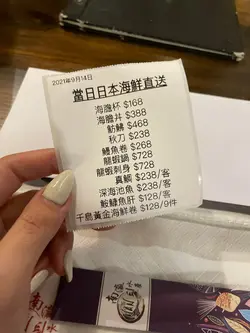 2021年9月14日
當日日本海鮮直送
海膽杯 $168
海膽丼 $388
魴鱒 $468
秋刀 $238
鱆魚卷 $268
龍蝦鍋 $728
龍蝦刺身 $728
真鯛 $238/客
深海池魚 $238/客
鮟鱇魚肝 $128/客
千島黃金海鮮卷 $128/9件